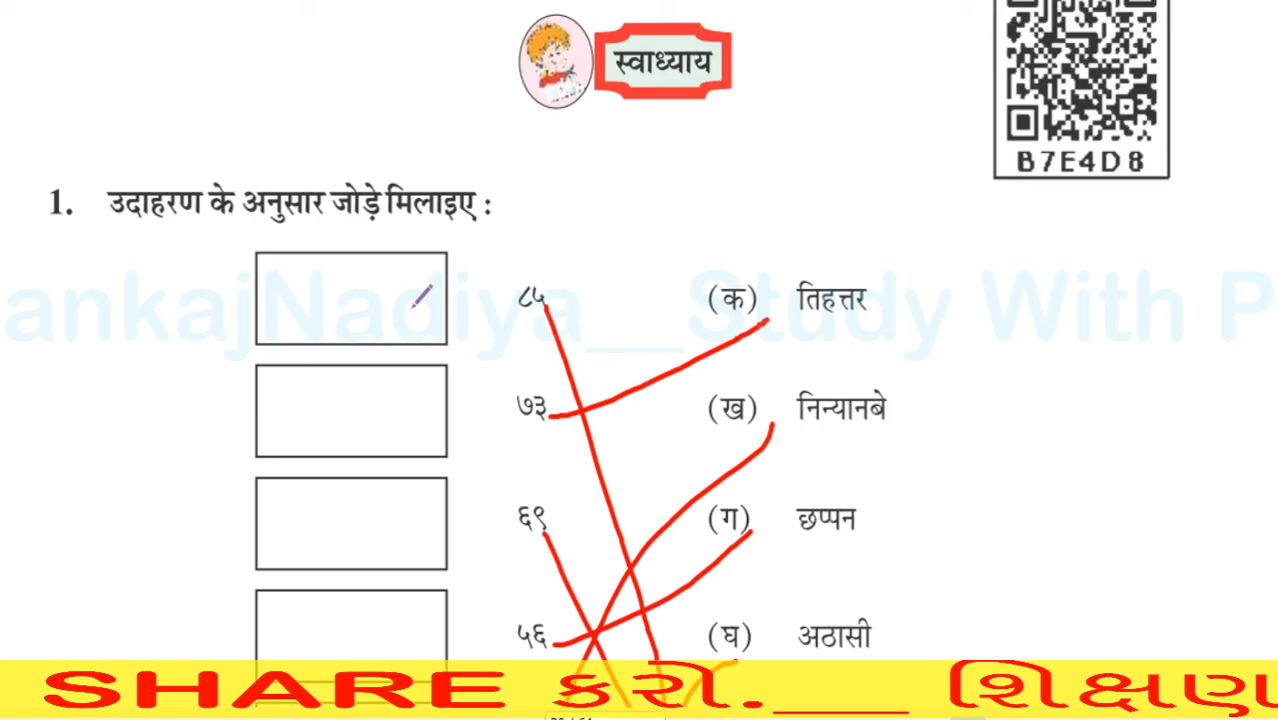 स्वाध्याय
B7E4D8
1. उदाहरण के अनुसार जोड़े मिलाइए :
ankajNadiya__Study With P
८५ (क) तिहत्तर
७३ (ख) निन्यानबे
६९ (ग) छप्पन
५६ (घ) अठासी
SHARE કરો.____ શિક્ષણ